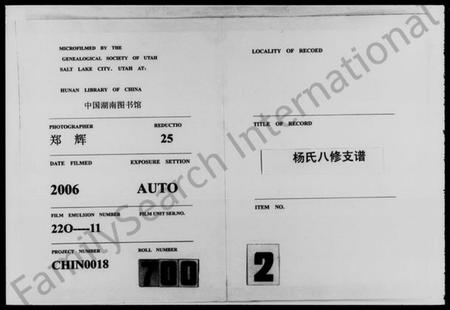 MICROFILMED BY THE
GENEALOGICAL SOCIETY OF UTAH
SALT LAKE CITY. UTAH AT:
HUNAN LIBRARY OF CHINA
中国湖南图书馆
PHOTOGRAPHER REDUCTIO
郑 辉 25
DATE FILMED EXPOSURE SETTION
2006 AUTO
FILM EMULSION NUMBER FILM UNIT SER.NO.
22O----11
PROJECT NUMBER ROLL NUMBER
CHIN0018 700
LOCALITY OF RECORD
TITLE OF RECORD
杨氏八修支谱
ITEM NO.
2
FamilySearch International